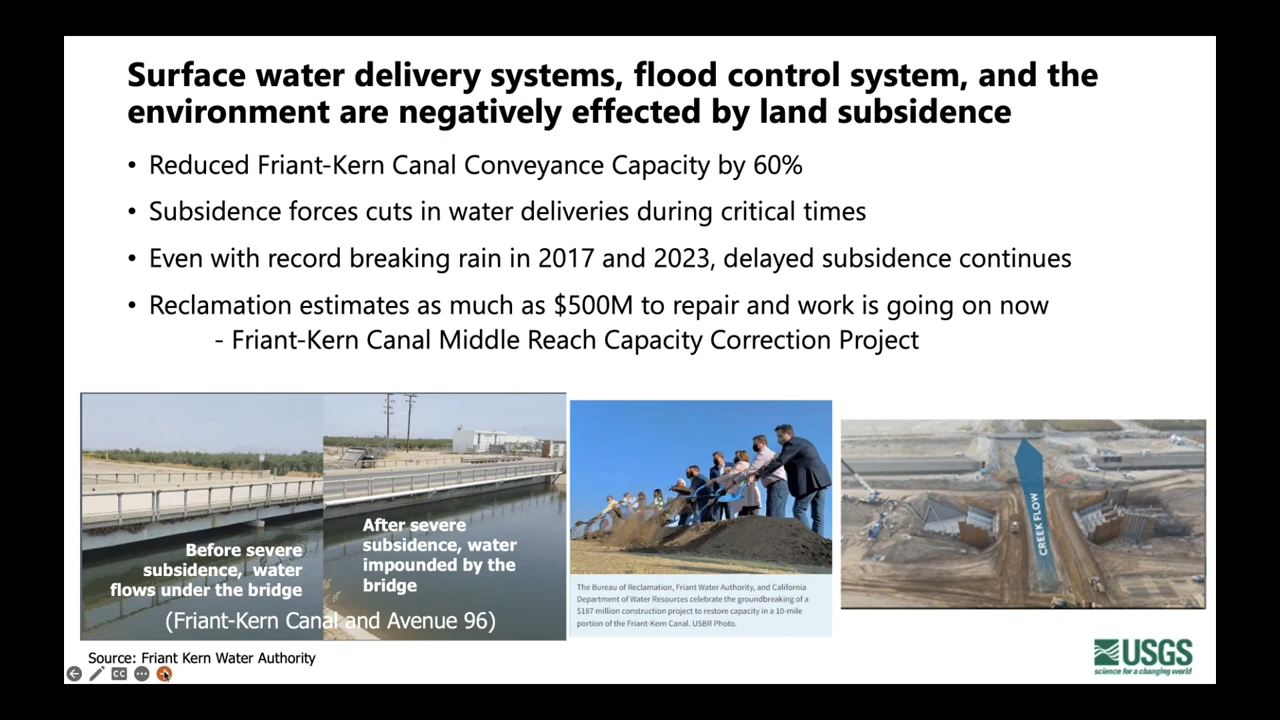 Surface water delivery systems, flood control system, and the
environment are negatively effected by land subsidence
• Reduced Friant-Kern Canal Conveyance Capacity by 60%
• Subsidence forces cuts in water deliveries during critical times
• Even with record breaking rain in 2017 and 2023, delayed subsidence continues
• Reclamation estimates as much as $500M to repair and work is going on now
- Friant-Kern Canal Middle Reach Capacity Correction Project
Before severe
subsidence, water
flows under the bridge
After severe
subsidence, water
impounded by the
bridge
(Friant-Kern Canal and Avenue 96)
The Bureau of Reclamation, Friant Water Authority, and California
Department of Water Resources celebrate the groundbreaking of a
$187 million construction project to restore capacity in a 10-mile
portion of the Friant-Kern Canal. USBR Photo.
CREEK FLOW
Source: Friant Kern Water Authority
CC
USGS
science for a changing world